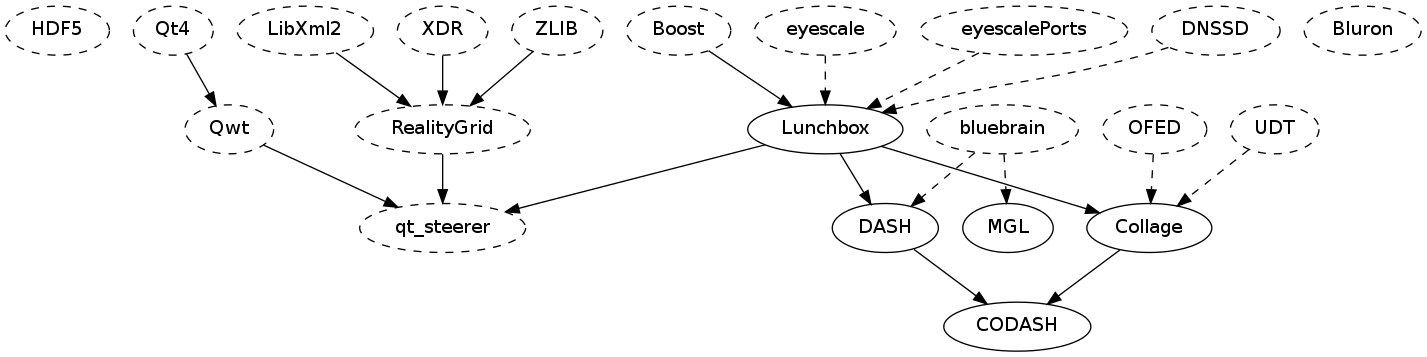 HDF5
Qt4
LibXml2
XDR
ZLIB
Boost
eyescale
eyescalePorts
DNSSD
Bluron
Qwt
RealityGrid
Lunchbox
bluebrain
OFED
UDT
qt_steerer
DASH
MGL
Collage
CODASH